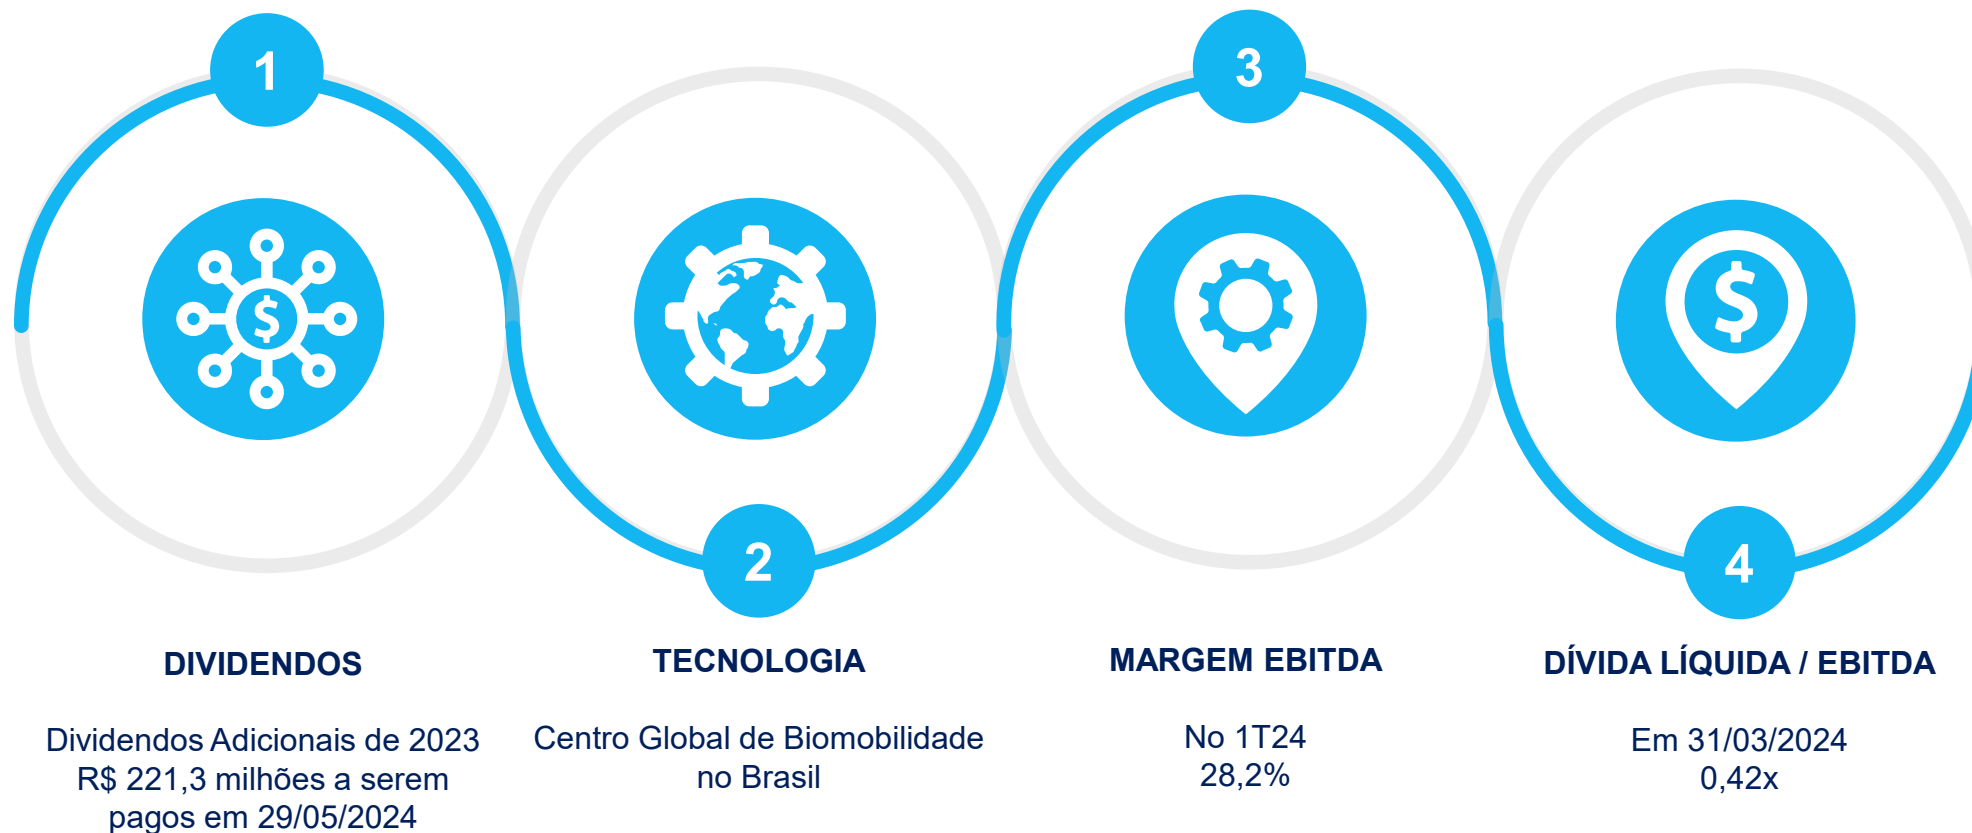 1
DIVIDENDOS
Dividendos Adicionais de 2023
R$ 221,3 milhões a serem
pagos em 29/05/2024
2
TECNOLOGIA
Centro Global de Biomobilidade
no Brasil
3
MARGEM EBITDA
No 1T24
28,2%
4
DÍVIDA LÍQUIDA / EBITDA
Em 31/03/2024
0,42x
$
$